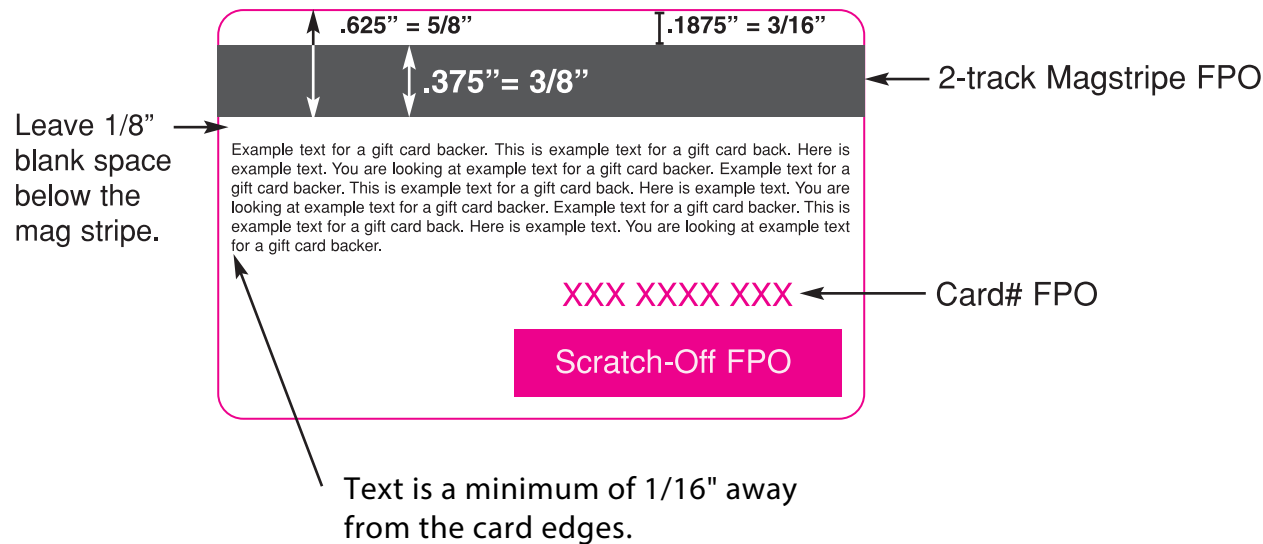 .625” = 5/8”
.1875” = 3/16”
.375”= 3/8”
2-track Magstripe FPO
Leave 1/8”
blank space
below the
mag stripe.
Example text for a gift card backer. This is example text for a gift card back. Here is
example text. You are looking at example text for a gift card backer. Example text for a
gift card backer. This is example text for a gift card back. Here is example text. You are
looking at example text for a gift card backer. Example text for a gift card backer. This is
example text for a gift card back. Here is example text. You are looking at example text
for a gift card backer.
XXX XXXX XXX
Card# FPO
Scratch-Off FPO
Text is a minimum of 1/16" away
from the card edges.